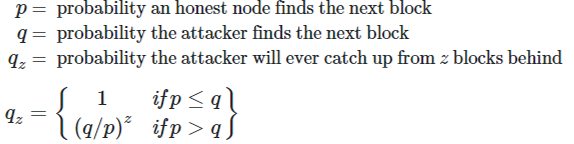 p = probability an honest node finds the next block
q = probability the attacker finds the next block
q_z = probability the attacker will ever catch up from z blocks behind
q_z = { 1 if p ≤ q
(q/p)^z if p > q }